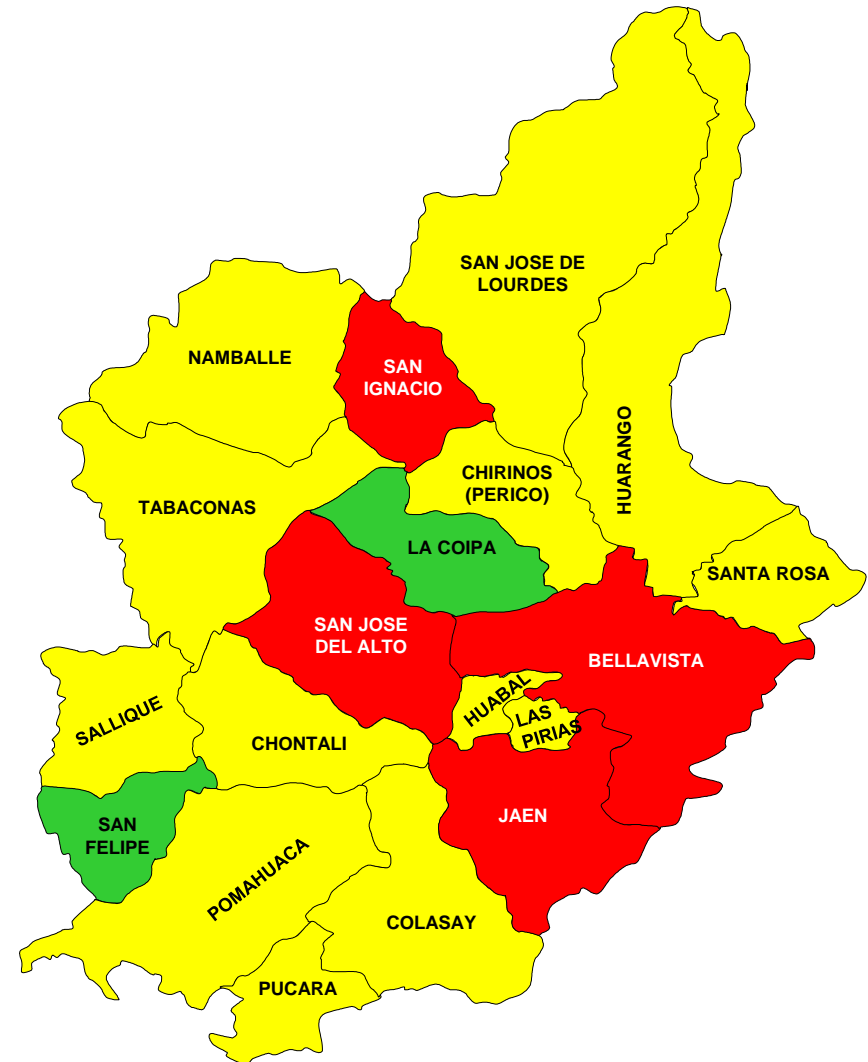 SAN JOSE DE
LOURDES
NAMBALLE
SAN
IGNACIO
HUARANGO
CHIRINOS
(PERICO)
TABACONAS
LA COIPA
SANTA ROSA
SAN JOSE
DEL ALTO
BELLAVISTA
HUABAL
SALLIQUE
LAS
PIRIAS
CHONTALI
JAEN
SAN
FELIPE
POMAHUACA
COLASAY
PUCARA